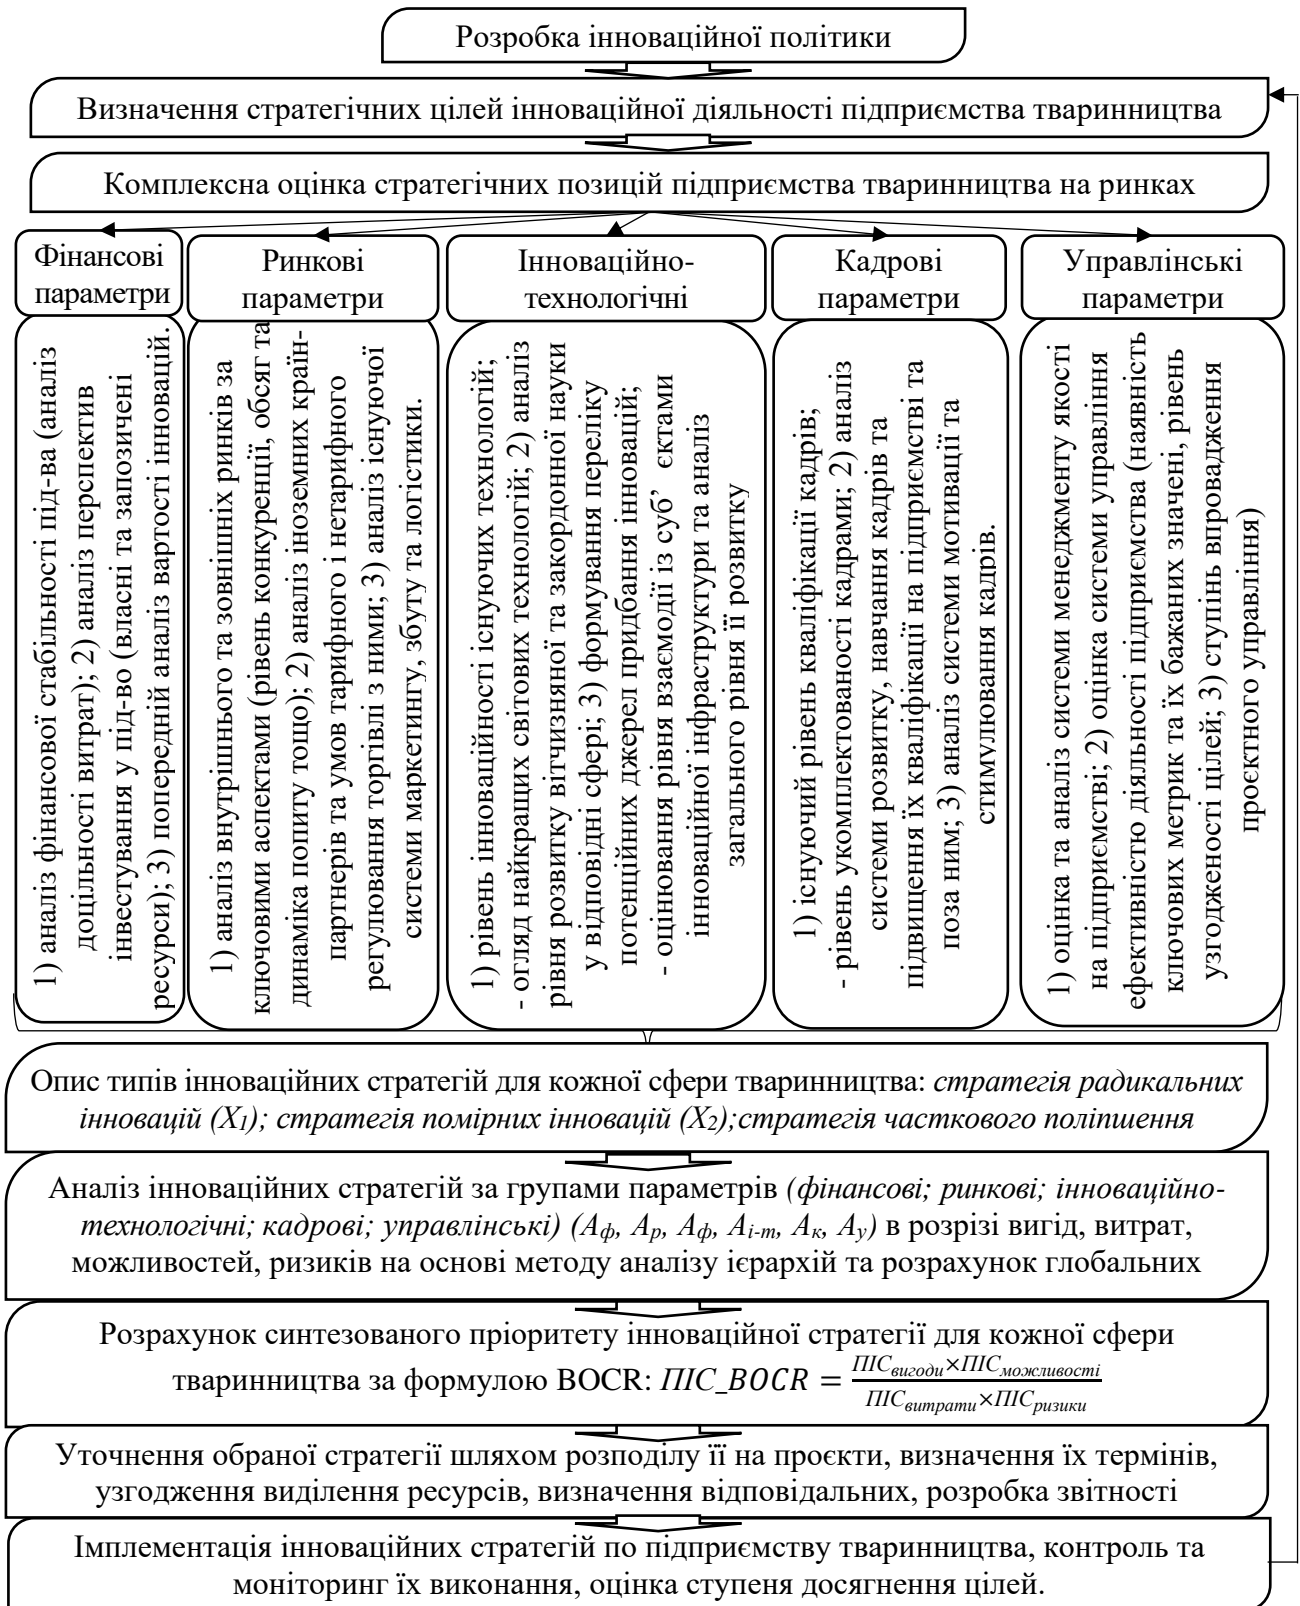 Розробка інноваційної політики
Визначення стратегічних цілей інноваційної діяльності підприємства тваринництва
Комплексна оцінка стратегічних позицій підприємства тваринництва на ринках
Фінансові
параметри
Ринкові
параметри
Інноваційно-
технологічні
Кадрові
параметри
Управлінські
параметри
1) аналіз фінансової стабільності під-ва (аналіз
доцільності витрат); 2) аналіз перспектив
інвестування у під-во (власні та запозичені
ресурси); 3) попередній аналіз вартості інновацій.
1) аналіз внутрішнього та зовнішніх ринків за
ключовими аспектами (рівень конкуренції, обсяг та
динаміка попиту тощо); 2) аналіз іноземних країн-
партнерів та умов тарифного і нетарифного
регулювання торгівлі з ними; 3) аналіз існуючої
системи маркетингу, збуту та логістики.
1) рівень інноваційності існуючих технологій;
- огляд найкращих світових технологій; 2) аналіз
рівня розвитку вітчизняної та закордонної науки
у відповідні сфері; 3) формування переліку
потенційних джерел придбання інновацій;
- оцінювання рівня взаємодії із суб’ єктами
інноваційної інфраструктури та аналіз
загального рівня її розвитку
1) існуючий рівень кваліфікації кадрів;
- рівень укомплектованості кадрами; 2) аналіз
системи розвитку, навчання кадрів та
підвищення їх кваліфікації на підприємстві та
поза ним; 3) аналіз системи мотивації та
стимулювання кадрів.
1) оцінка та аналіз системи менеджменту якості
на підприємстві; 2) оцінка системи управління
ефективністю діяльності підприємства (наявність
ключових метрик та їх бажаних значені, рівень
узгодженості цілей; 3) ступінь впровадження
проєктного управління)
Опис типів інноваційних стратегій для кожної сфери тваринництва: стратегія радикальних
інновацій (X₁); стратегія помірних інновацій (X₂);стратегія часткового поліпшення
Аналіз інноваційних стратегій за групами параметрів (фінансові; ринкові; інноваційно-
технологічні; кадрові; управлінські) (Aф, Aр, Aф, Aі-т, Aк, Aу) в розрізі вигід, витрат,
можливостей, ризиків на основі методу аналізу ієрархій та розрахунок глобальних
Розрахунок синтезованого пріоритету інноваційної стратегії для кожної сфери
тваринництва за формулою BOCR: ПІС_BOCR = (ПІСвигоди×ПІСможливості)/(ПІСвитрати×ПІСризики)
Уточнення обраної стратегії шляхом розподілу її на проєкти, визначення їх термінів,
узгодження виділення ресурсів, визначення відповідальних, розробка звітності
Імплементація інноваційних стратегій по підприємству тваринництва, контроль та
моніторинг їх виконання, оцінка ступеня досягнення цілей.